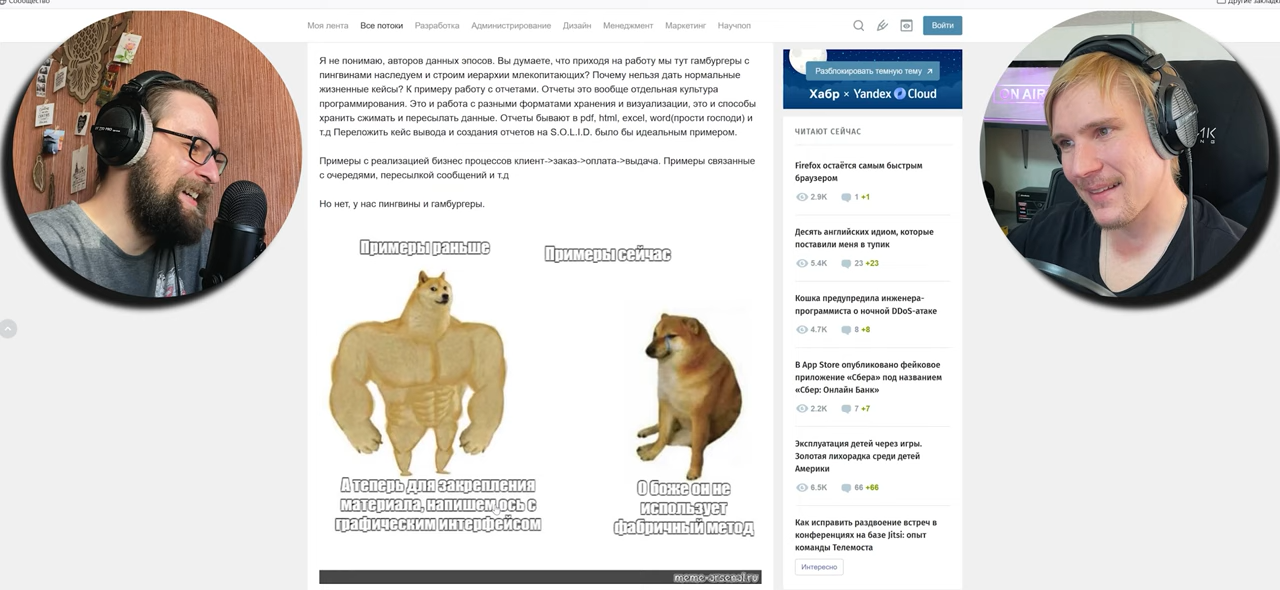 Сообщество
Другие закладки
Моя лента Все потоки Разработка Администрирование Дизайн Менеджмент Маркетинг Научпоп
Войти
Я не понимаю, авторов данных эпосов. Вы думаете, что приходя на работу мы тут гамбургеры с
пингвинами наследуем и строим иерархии млекопитающих? Почему нельзя дать нормальные
жизненные кейсы? К примеру работу с отчетами. Отчеты это вообще отдельная культура
программирования. Это и работа с разными форматами хранения и визуализации, это и способы
хранить сжимать и пересылать данные. Отчеты бывают в pdf, html, excel, word(прости господи) и
т.д Переложить кейс вывода и создания отчетов на S.O.L.I.D. было бы идеальным примером.
Примеры с реализацией бизнес процессов клиент->заказ->оплата->выдача. Примеры связанные
с очередями, пересылкой сообщений и т.д
Но нет, у нас пингвины и гамбургеры.
Примеры раньше
Примеры сейчас
А теперь для закрепления
материала, напишем ось с
графическим интерфейсом
О боже он не
использует
фабричный метод
meme-arsenal.ru
Разблокировать темную тему
Хабр × Yandex Cloud
ЧИТАЮТ СЕЙЧАС
Firefox остаётся самым быстрым
браузером
2.9K 1 +1
Десять английских идиом, которые
поставили меня в тупик
5.4K 23 +23
Кошка предупредила инженера-
программиста о ночной DDoS-атаке
4.7K 8 +8
В App Store опубликовано фейковое
приложение «Сбера» под названием
«Сбер: Онлайн Банк»
2.2K 7 +7
Эксплуатация детей через игры.
Золотая лихорадка среди детей
Америки
6.5K 66 +66
Как исправить раздвоение встреч в
конференциях на базе Jitsi: опыт
команды Телемоста
Интересно
ON AIR